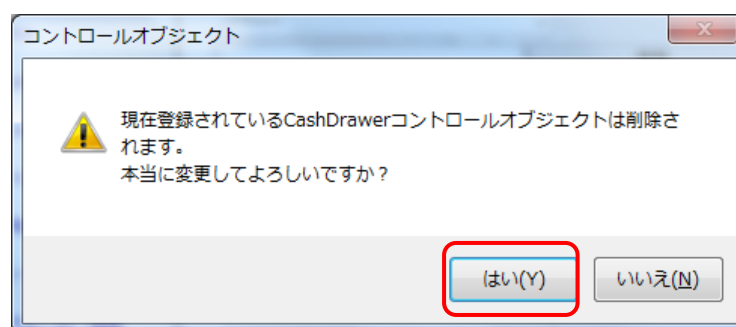 コントロールオブジェクト
現在登録されているCashDrawerコントロールオブジェクトは削除さ
れます。
本当に変更してよろしいですか？
はい(Y)
いいえ(N)